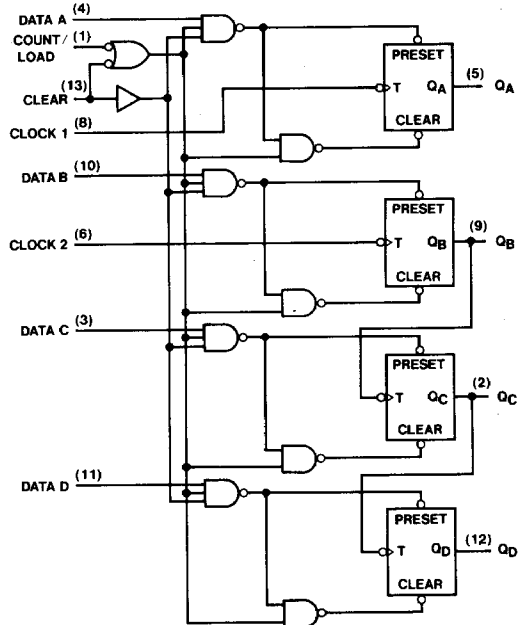 DATA A (4)
COUNT/ (1)
LOAD
CLEAR (13)
CLOCK 1 (8)
PRESET
T QA (5) QA
CLEAR
DATA B (10)
CLOCK 2 (6)
PRESET
T QB (9) QB
CLEAR
DATA C (3)
PRESET
T QC (2) QC
CLEAR
DATA D (11)
PRESET
T QD (12) QD
CLEAR